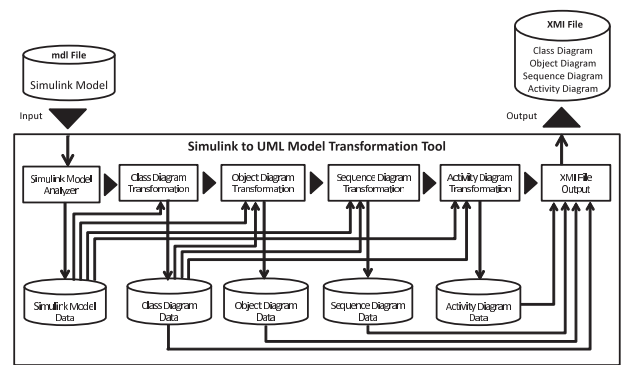 mdl File
Simulink Model
XMI File
Class Diagram
Object Diagram
Sequence Diagram
Activity Diagram
Input
Output
Simulink to UML Model Transformation Tool
Simulink Model
Analyzer
Class Diagram
Transformation
Object Diagram
Transformation
Sequence Diagram
Transformation
Activity Diagram
Transformation
XMI File
Output
Simulink Model
Data
Class Diagram
Data
Object Diagram
Data
Sequence Diagram
Data
Activity Diagram
Data